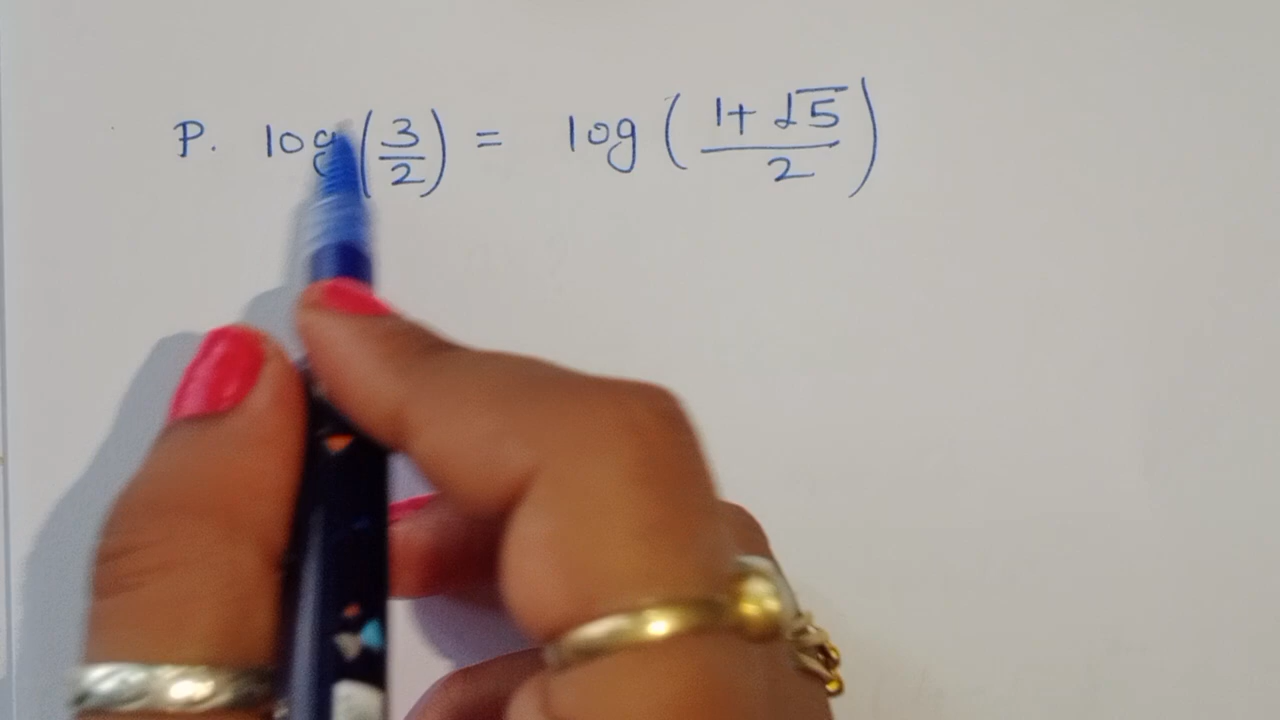 P. log(3/2) = log((1+√5)/2)